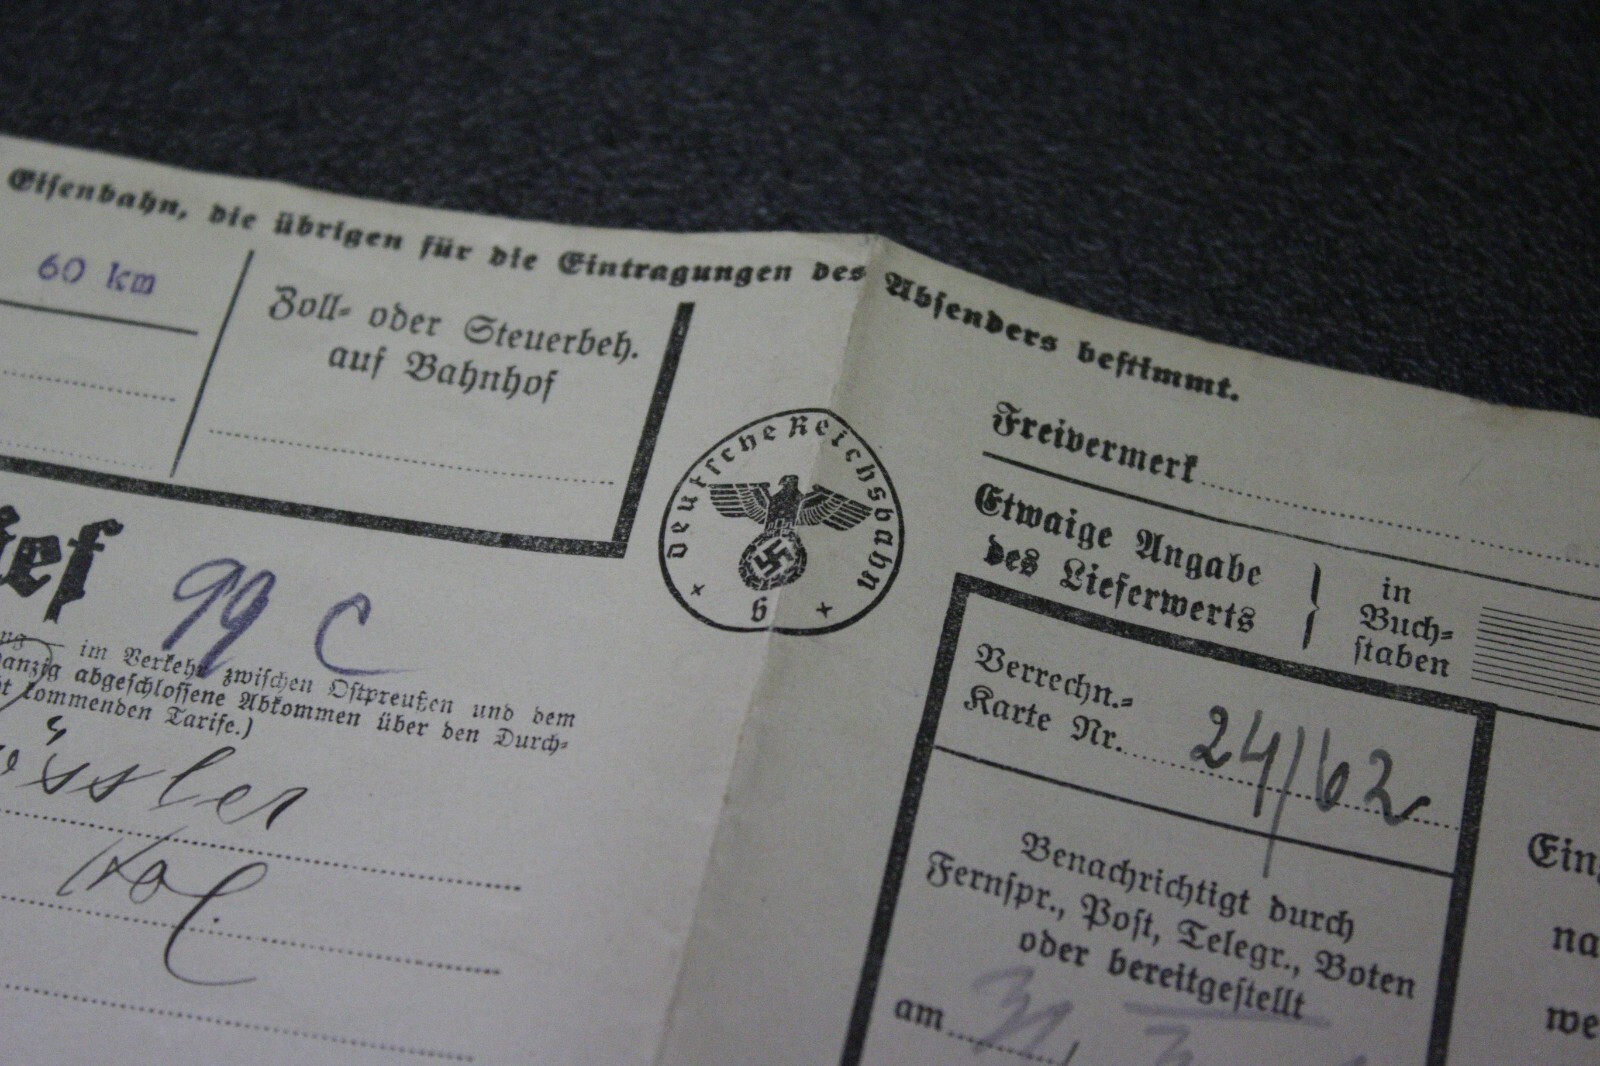 Eisenbahn, die übrigen für die Eintragungen des Absenders bestimmt.
60 km
Zoll- oder Steuerbeh.
auf Bahnhof
Deutsche Reichsbahn
6
Freivermerk
Etwaige Angabe
des Lieferwerts
in
Buch-
staben
99 C
im Verkehr zwischen Ostpreußen und dem
abgeschlossene Abkommen über den Durch-
kommenden Tarife.)
Verrechn.-
Karte Nr. 24/62
Benachrichtigt durch
Fernspr., Post, Telegr., Boten
oder bereitgestellt
am